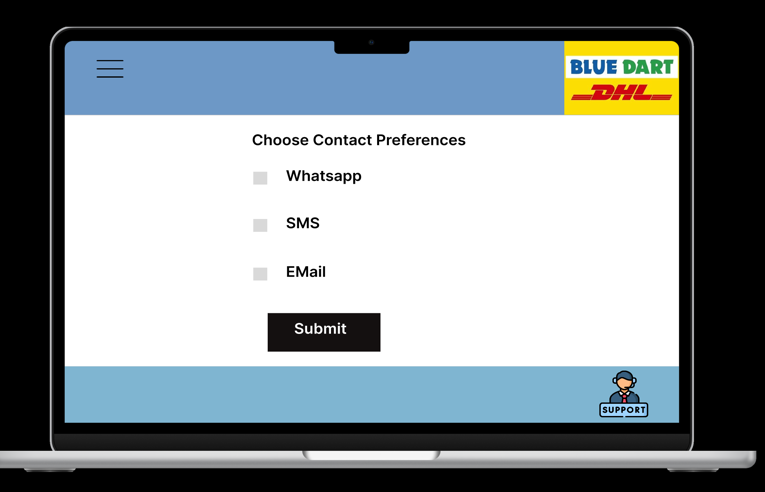 BLUE DART
DHL
Choose Contact Preferences
Whatsapp
SMS
EMail
Submit
SUPPORT